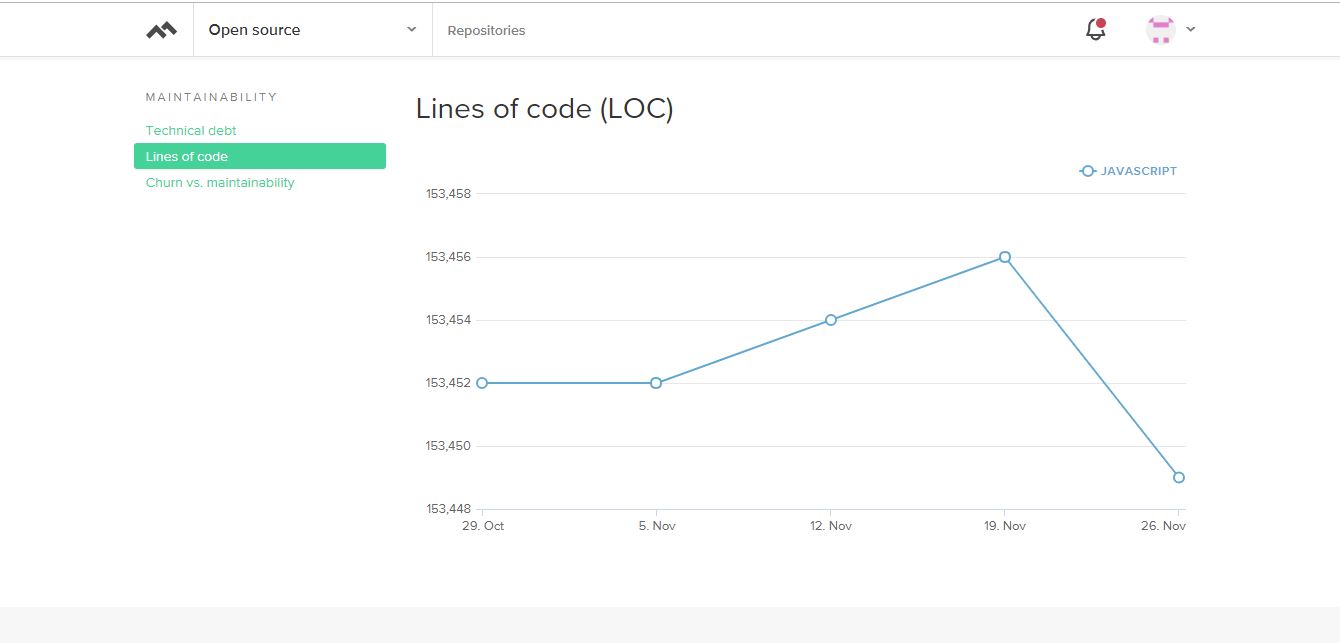 Open source
Repositories
MAINTAINABILITY
Technical debt
Lines of code
Churn vs. maintainability
Lines of code (LOC)
JAVASCRIPT
153,458
153,456
153,454
153,452
153,450
153,448
29. Oct 5. Nov 12. Nov 19. Nov 26. Nov